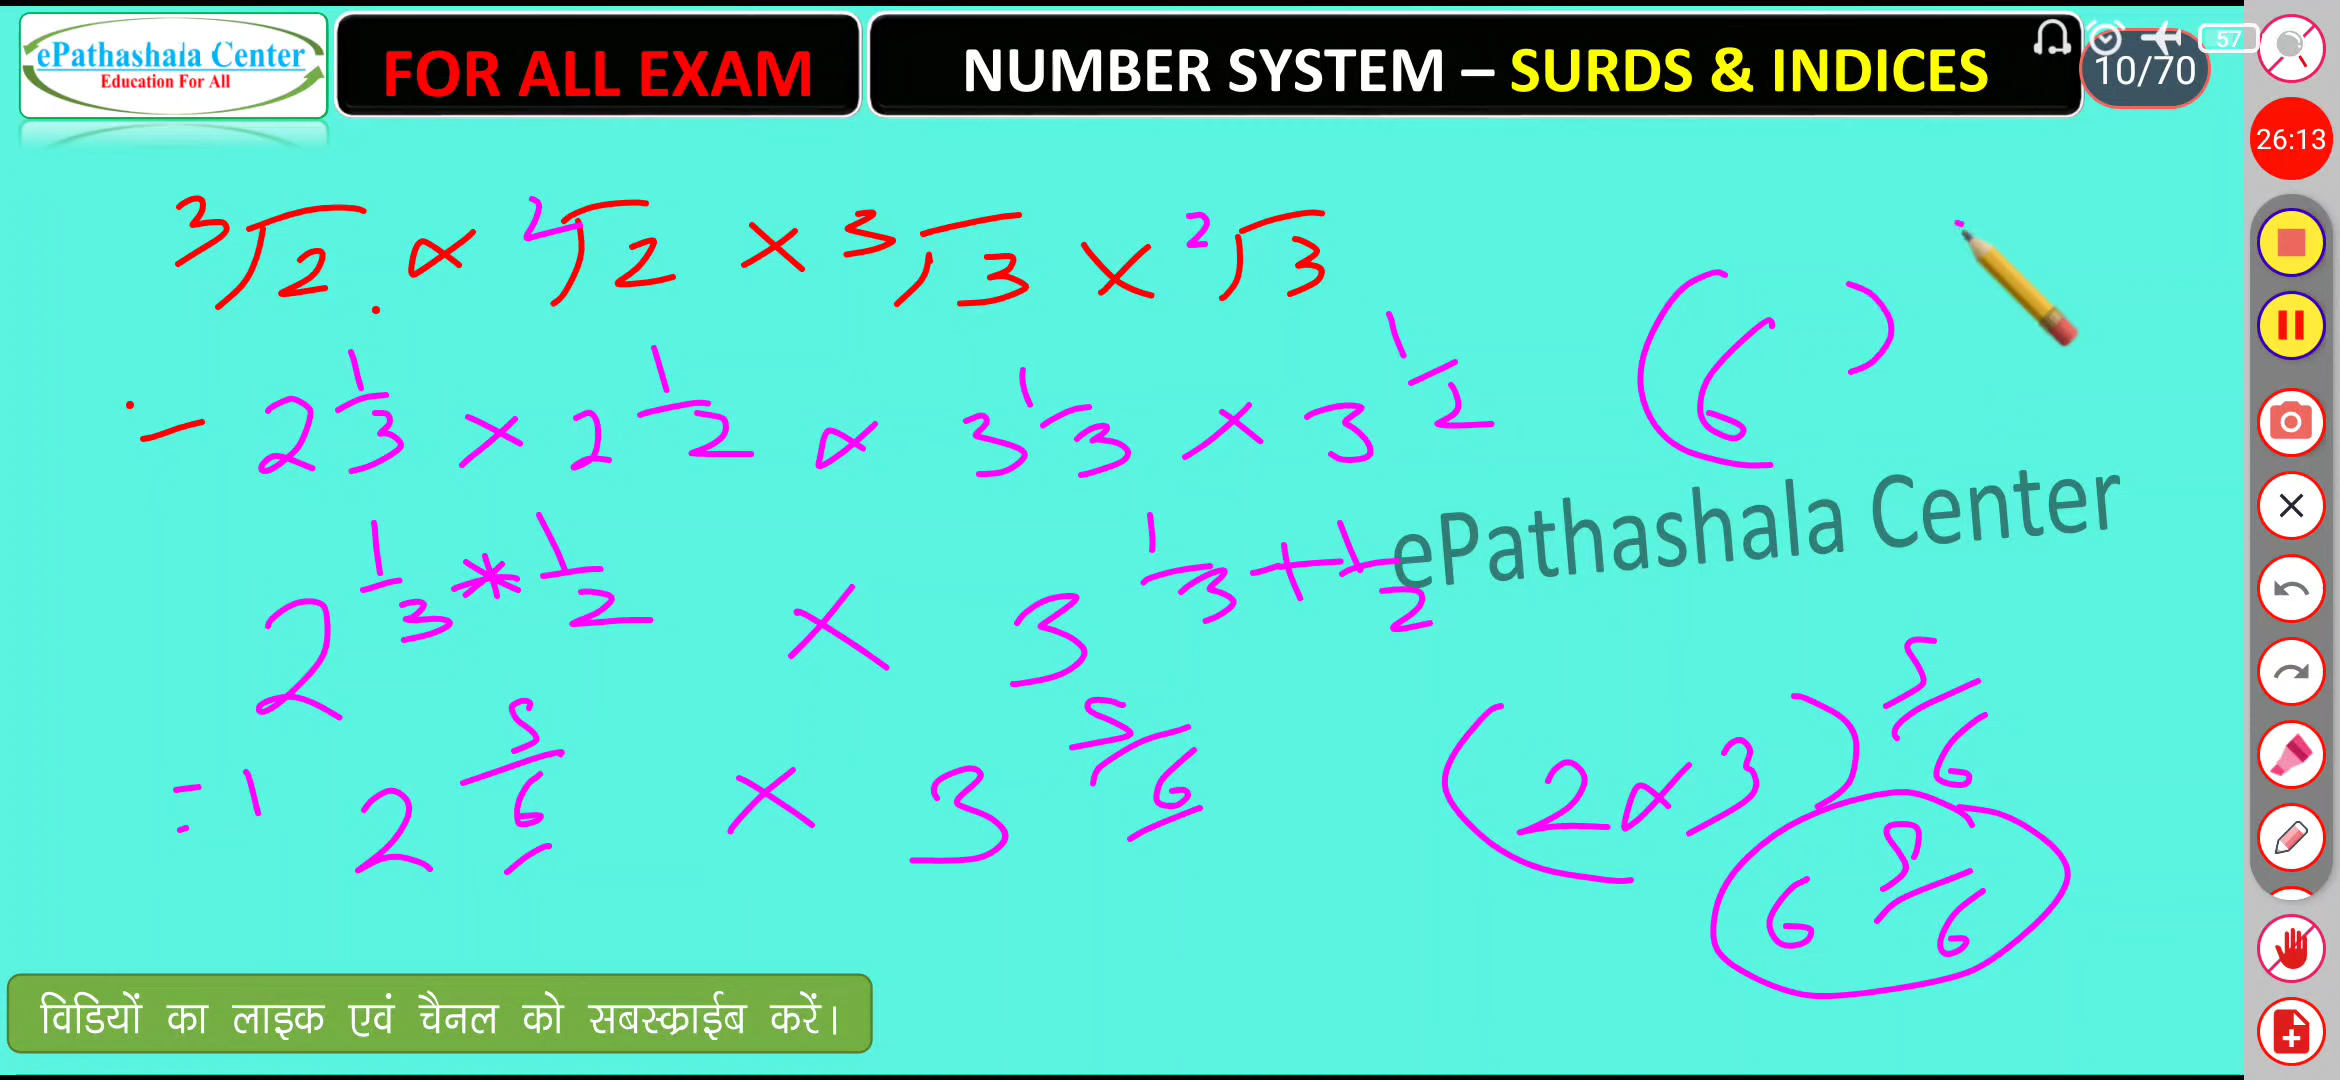 ePathashala Center
Education For All
FOR ALL EXAM
NUMBER SYSTEM – SURDS & INDICES
10/70
57
26:13
∛2 × ²√2 × ∛3 × ²√3
– 2^1/3 × 2^1/2 × 3^1/3 × 3^1/2
(6)
ePathashala Center
2^1/3 * 1/2 × 3^1/3 + 1/2
= 1 2^5/6 × 3^5/6
(2×3)^5/6
6^5/6
विडियों का लाइक एवं चैनल को सबस्क्राईब करें।